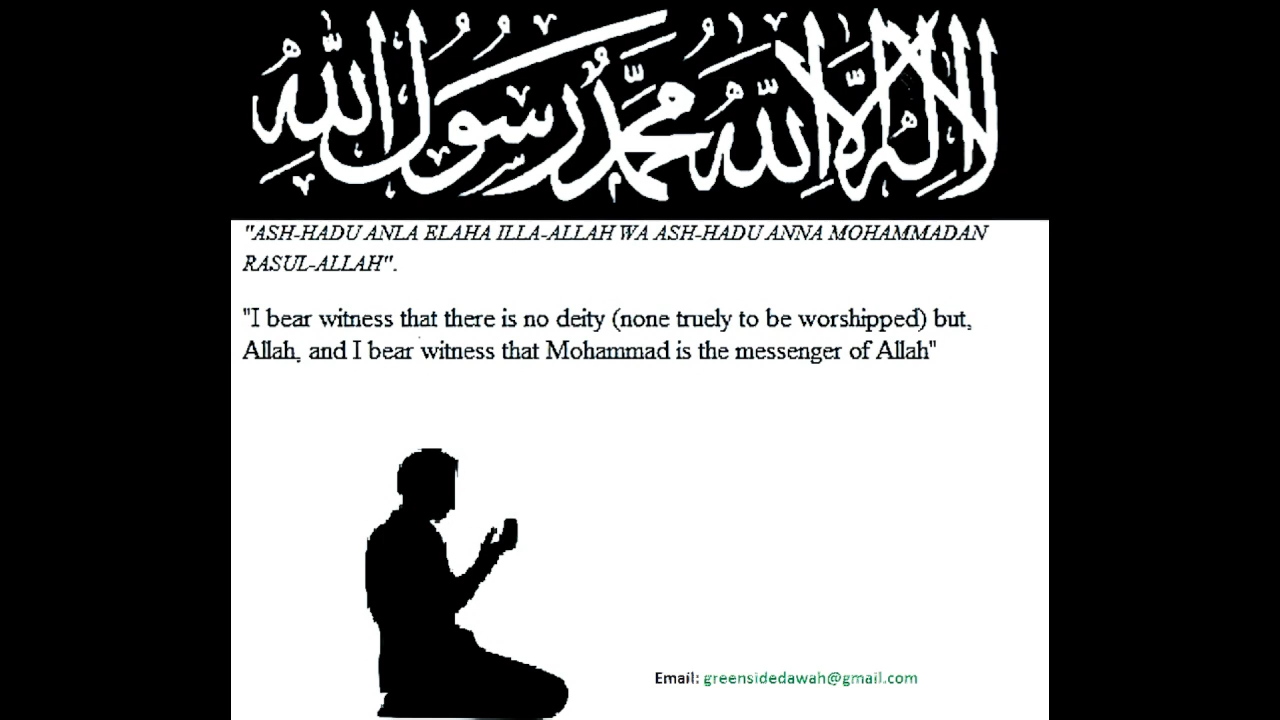 لا إله إلا الله محمد رسول الله
"ASH-HADU ANLA ELAHA ILLA-ALLAH WA ASH-HADU ANNA MOHAMMADAN
RASUL-ALLAH".
"I bear witness that there is no deity (none truely to be worshipped) but,
Allah, and I bear witness that Mohammad is the messenger of Allah"
Email: greensidedawah@gmail.com